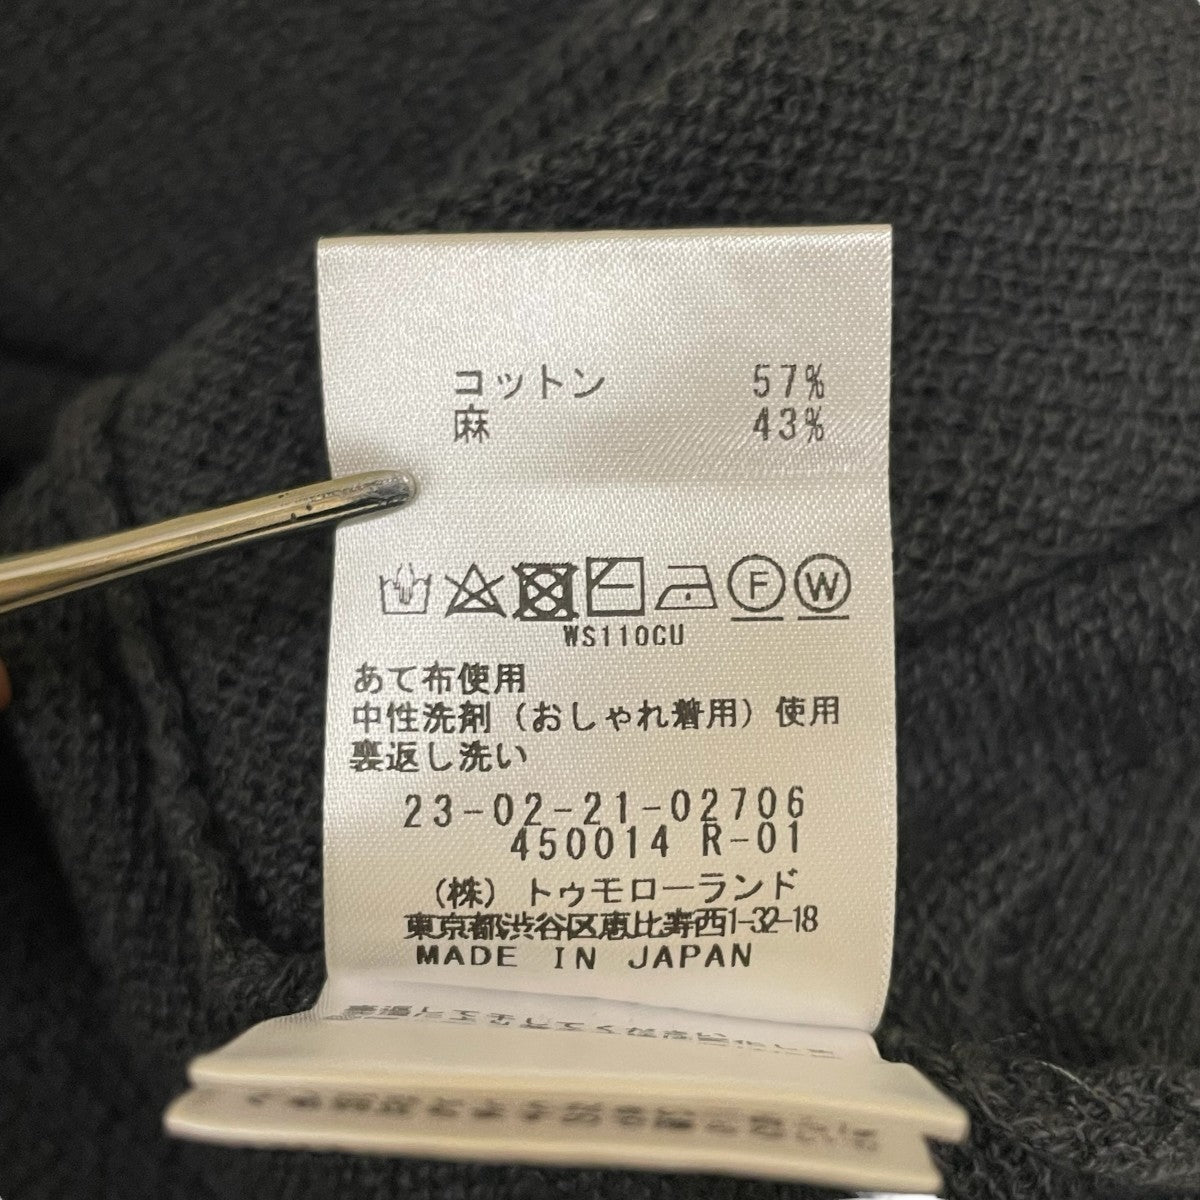 コットン 57%
麻 43%
F W
WS110CU
あて布使用
中性洗剤(おしゃれ着用)使用
裏返し洗い
23-02-21-02706
450014 R-01
(株)トゥモローランド
東京都渋谷区恵比寿西1-32-18
MADE IN JAPAN